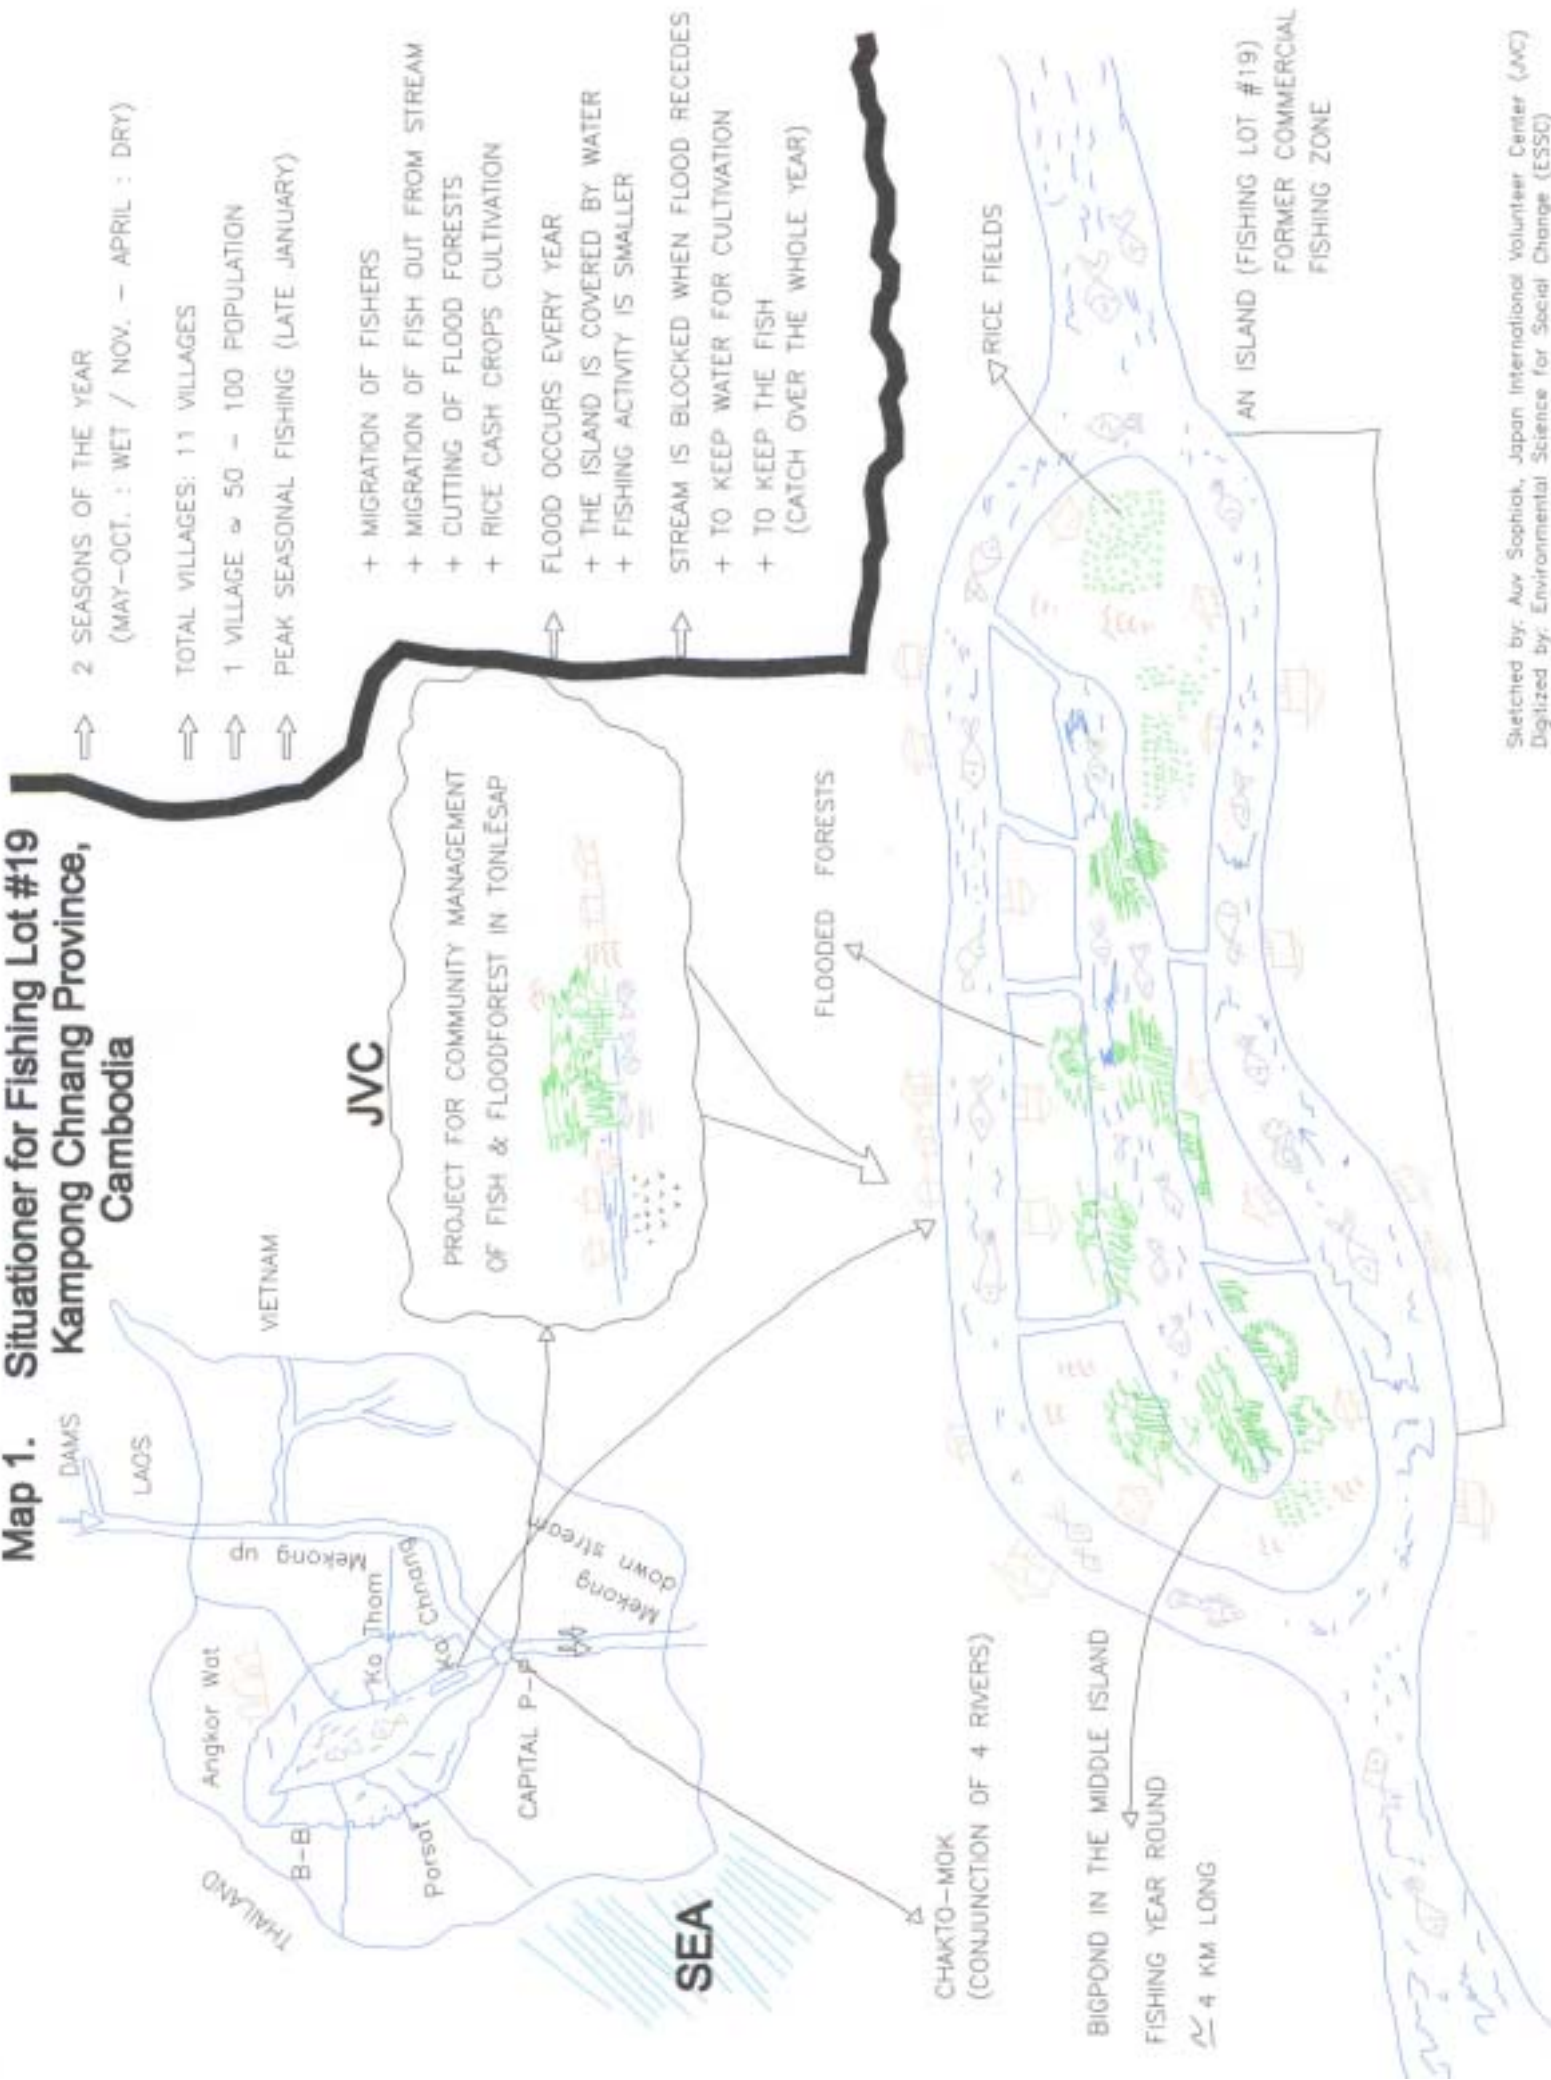 Map 1. Situationer for Fishing Lot #19
Kampong Chnang Province,
Cambodia
DAMS
LAOS
VIETNAM
THAILAND
Angkor Wat
B-B
Porsat
Ko Thom
Ko Chnang
Mekong up
Mekong
down stream
CAPITAL P-P
SEA
JVC
PROJECT FOR COMMUNITY MANAGEMENT
OF FISH & FLOODFOREST IN TONLESAP
⇒ 2 SEASONS OF THE YEAR
(MAY-OCT. : WET / NOV. - APRIL : DRY)
⇒ TOTAL VILLAGES: 11 VILLAGES
⇒ 1 VILLAGE ≃ 50 - 100 POPULATION
⇒ PEAK SEASONAL FISHING (LATE JANUARY)
+ MIGRATION OF FISHERS
+ MIGRATION OF FISH OUT FROM STREAM
+ CUTTING OF FLOOD FORESTS
+ RICE CASH CROPS CULTIVATION
⇒ FLOOD OCCURS EVERY YEAR
+ THE ISLAND IS COVERED BY WATER
+ FISHING ACTIVITY IS SMALLER
⇒ STREAM IS BLOCKED WHEN FLOOD RECEDES
+ TO KEEP WATER FOR CULTIVATION
+ TO KEEP THE FISH
(CATCH OVER THE WHOLE YEAR)
CHAKTO-MOK
(CONJUNCTION OF 4 RIVERS)
FLOODED FORESTS
RICE FIELDS
BIGPOND IN THE MIDDLE ISLAND
FISHING YEAR ROUND
≃ 4 KM LONG
AN ISLAND (FISHING LOT #19)
FORMER COMMERCIAL
FISHING ZONE
Sketched by: Auv Sophiak, Japan International Volunteer Center (JVC)
Digitized by: Environmental Science for Social Change (ESSC)